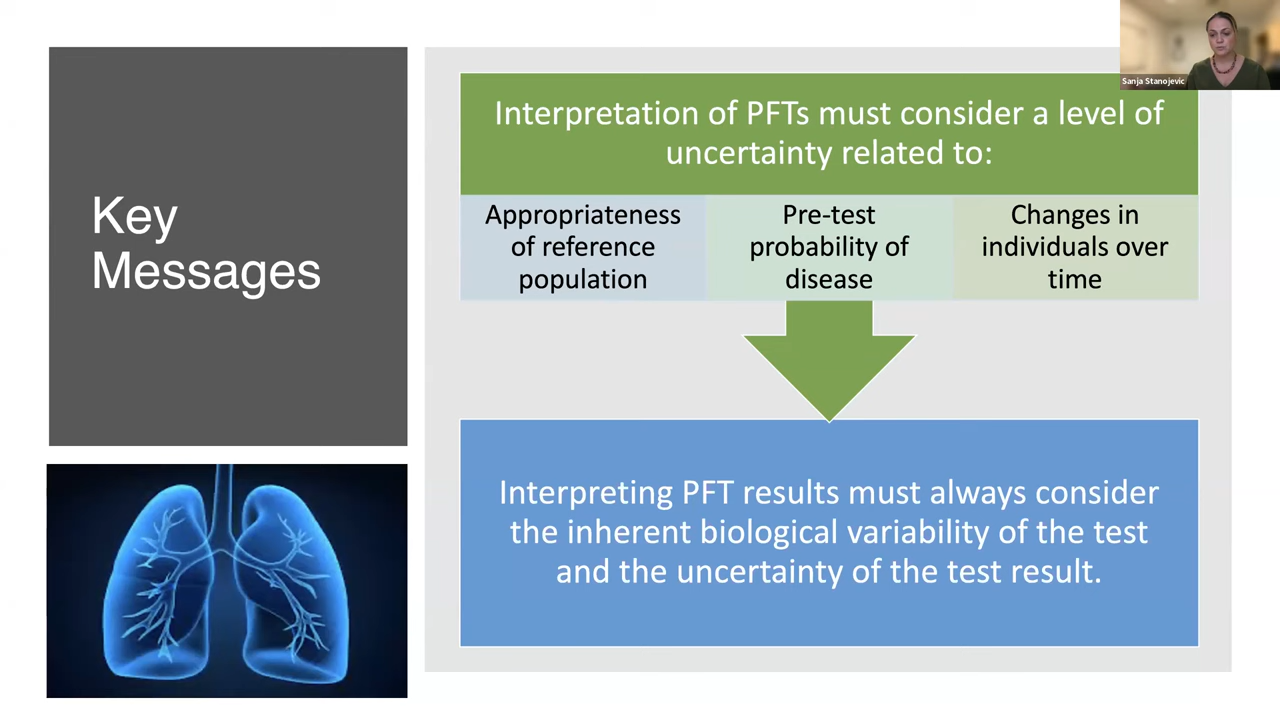 Sanja Stanojevic
Key
Messages
Interpretation of PFTs must consider a level of
uncertainty related to:
Appropriateness
of reference
population
Pre-test
probability of
disease
Changes in
individuals over
time
Interpreting PFT results must always consider
the inherent biological variability of the test
and the uncertainty of the test result.